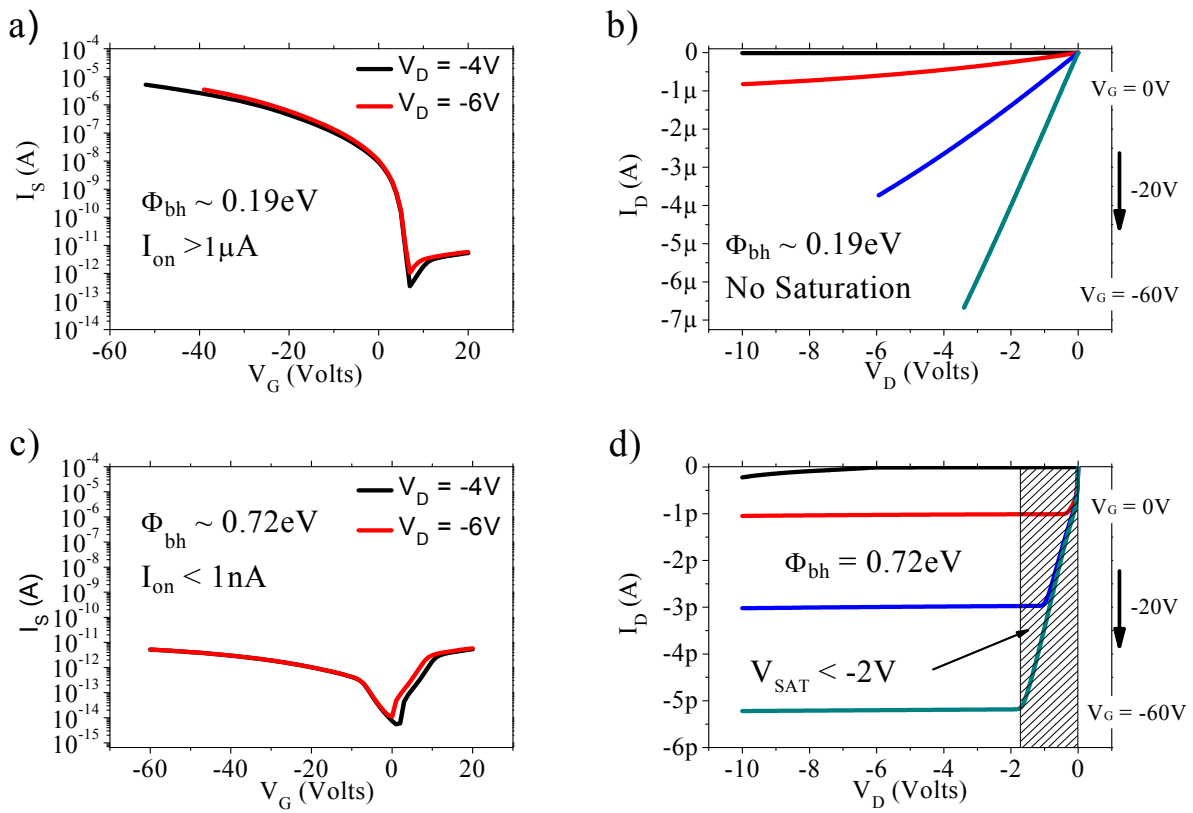 a)
10⁻⁴
10⁻⁵
10⁻⁶
10⁻⁷
10⁻⁸
10⁻⁹
10⁻¹⁰
10⁻¹¹
10⁻¹²
10⁻¹³
10⁻¹⁴
I_S (A)
V_D = -4V
V_D = -6V
Φ_bh ~ 0.19eV
I_on >1μA
-60 -40 -20 0 20
V_G (Volts)
b)
0
-1μ
-2μ
-3μ
-4μ
-5μ
-6μ
-7μ
I_D (A)
Φ_bh ~ 0.19eV
No Saturation
V_G = 0V
-20V
V_G = -60V
-10 -8 -6 -4 -2 0
V_D (Volts)
c)
10⁻⁴
10⁻⁵
10⁻⁶
10⁻⁷
10⁻⁸
10⁻⁹
10⁻¹⁰
10⁻¹¹
10⁻¹²
10⁻¹³
10⁻¹⁴
10⁻¹⁵
I_S (A)
V_D = -4V
V_D = -6V
Φ_bh ~ 0.72eV
I_on < 1nA
-60 -40 -20 0 20
V_G (Volts)
d)
0
-1p
-2p
-3p
-4p
-5p
-6p
I_D (A)
Φ_bh = 0.72eV
V_SAT < -2V
V_G = 0V
-20V
V_G = -60V
-10 -8 -6 -4 -2 0
V_D (Volts)